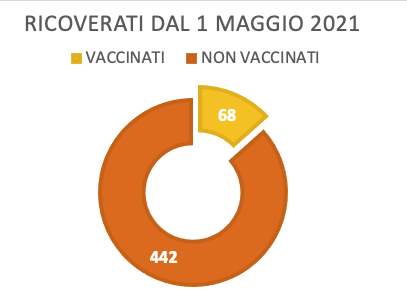 RICOVERATI DAL 1 MAGGIO 2021
VACCINATI NON VACCINATI
68
442